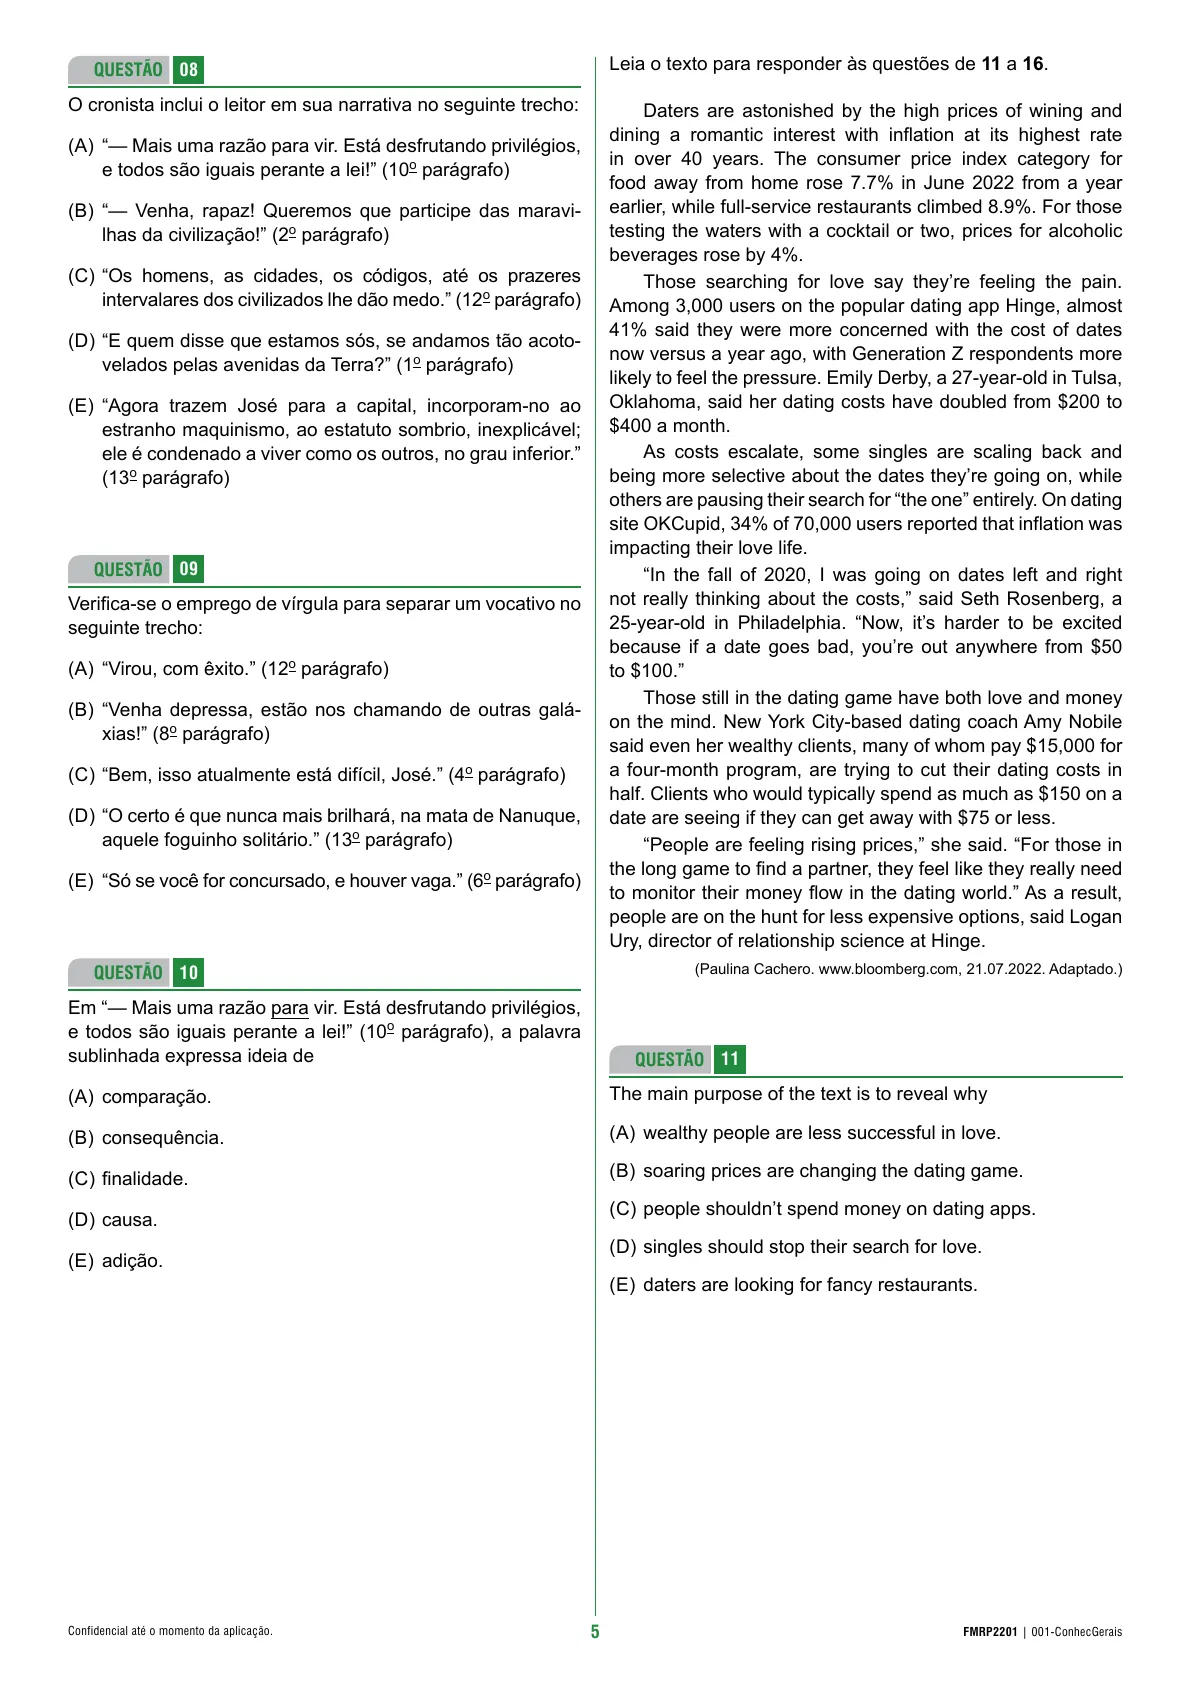 QUESTÃO 08
O cronista inclui o leitor em sua narrativa no seguinte trecho:
(A) “— Mais uma razão para vir. Está desfrutando privilégios,
e todos são iguais perante a lei!” (10º parágrafo)
(B) “— Venha, rapaz! Queremos que participe das maravi-
lhas da civilização!” (2º parágrafo)
(C) “Os homens, as cidades, os códigos, até os prazeres
intervalares dos civilizados lhe dão medo.” (12º parágrafo)
(D) “E quem disse que estamos sós, se andamos tão acoto-
velados pelas avenidas da Terra?” (1º parágrafo)
(E) “Agora trazem José para a capital, incorporam-no ao
estranho maquinismo, ao estatuto sombrio, inexplicável;
ele é condenado a viver como os outros, no grau inferior.”
(13º parágrafo)
QUESTÃO 09
Verifica-se o emprego de vírgula para separar um vocativo no
seguinte trecho:
(A) “Virou, com êxito.” (12º parágrafo)
(B) “Venha depressa, estão nos chamando de outras galá-
xias!” (8º parágrafo)
(C) “Bem, isso atualmente está difícil, José.” (4º parágrafo)
(D) “O certo é que nunca mais brilhará, na mata de Nanuque,
aquele foguinho solitário.” (13º parágrafo)
(E) “Só se você for concursado, e houver vaga.” (6º parágrafo)
QUESTÃO 10
Em “— Mais uma razão para vir. Está desfrutando privilégios,
e todos são iguais perante a lei!” (10º parágrafo), a palavra
sublinhada expressa ideia de
(A) comparação.
(B) consequência.
(C) finalidade.
(D) causa.
(E) adição.
Leia o texto para responder às questões de 11 a 16.
Daters are astonished by the high prices of wining and
dining a romantic interest with inflation at its highest rate
in over 40 years. The consumer price index category for
food away from home rose 7.7% in June 2022 from a year
earlier, while full-service restaurants climbed 8.9%. For those
testing the waters with a cocktail or two, prices for alcoholic
beverages rose by 4%.
Those searching for love say they’re feeling the pain.
Among 3,000 users on the popular dating app Hinge, almost
41% said they were more concerned with the cost of dates
now versus a year ago, with Generation Z respondents more
likely to feel the pressure. Emily Derby, a 27-year-old in Tulsa,
Oklahoma, said her dating costs have doubled from $200 to
$400 a month.
As costs escalate, some singles are scaling back and
being more selective about the dates they’re going on, while
others are pausing their search for “the one” entirely. On dating
site OKCupid, 34% of 70,000 users reported that inflation was
impacting their love life.
“In the fall of 2020, I was going on dates left and right
not really thinking about the costs,” said Seth Rosenberg, a
25-year-old in Philadelphia. “Now, it’s harder to be excited
because if a date goes bad, you’re out anywhere from $50
to $100.”
Those still in the dating game have both love and money
on the mind. New York City-based dating coach Amy Nobile
said even her wealthy clients, many of whom pay $15,000 for
a four-month program, are trying to cut their dating costs in
half. Clients who would typically spend as much as $150 on a
date are seeing if they can get away with $75 or less.
“People are feeling rising prices,” she said. “For those in
the long game to find a partner, they feel like they really need
to monitor their money flow in the dating world.” As a result,
people are on the hunt for less expensive options, said Logan
Ury, director of relationship science at Hinge.
(Paulina Cachero. www.bloomberg.com, 21.07.2022. Adaptado.)
QUESTÃO 11
The main purpose of the text is to reveal why
(A) wealthy people are less successful in love.
(B) soaring prices are changing the dating game.
(C) people shouldn’t spend money on dating apps.
(D) singles should stop their search for love.
(E) daters are looking for fancy restaurants.
Confidencial até o momento da aplicação.
5
FMRP2201 | 001-ConhecGerais